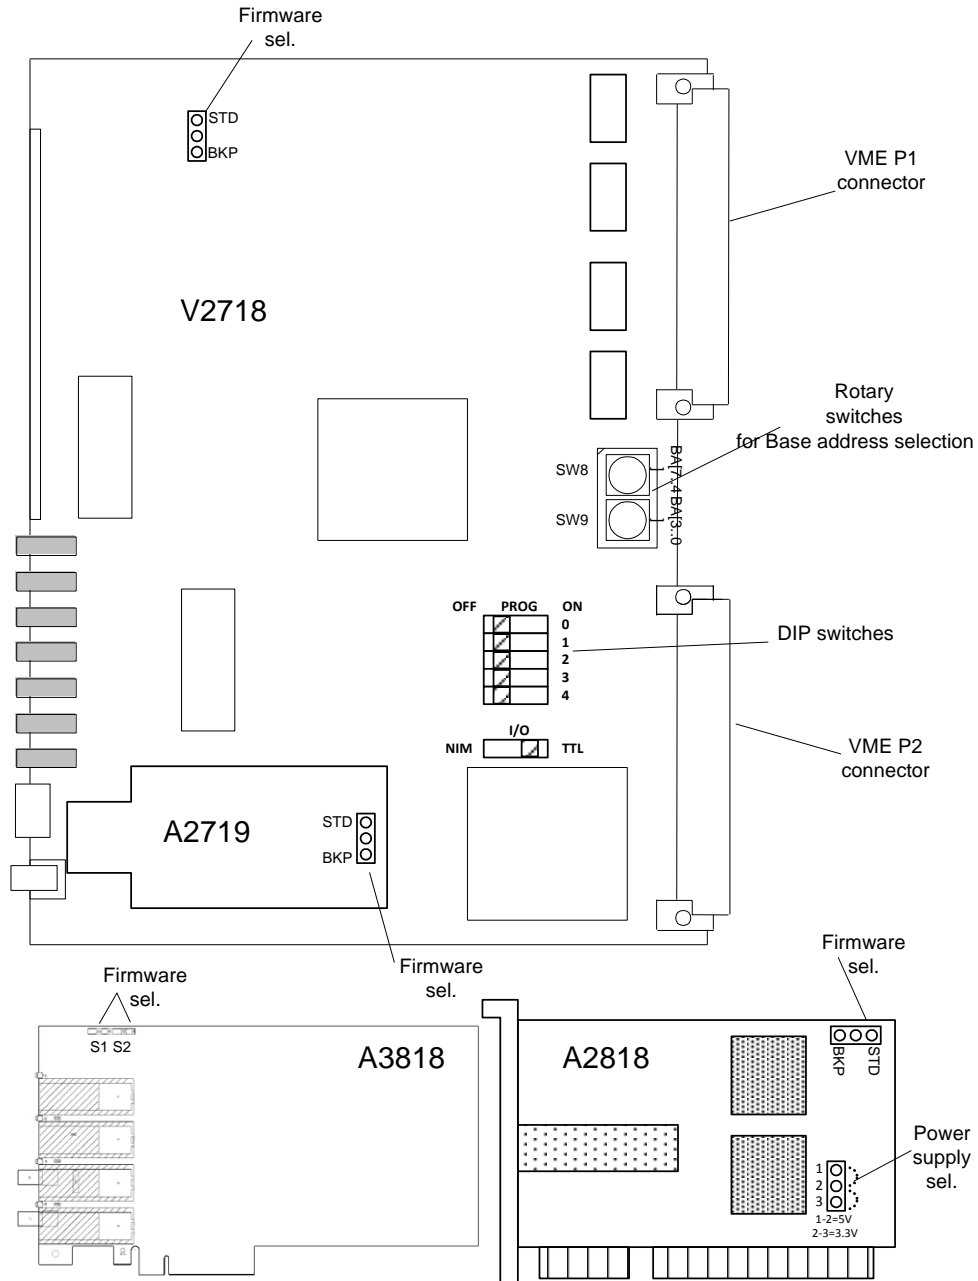 Firmware
sel.
STD
BKP
VME P1
connector
V2718
Rotary
switches
for Base address selection
SW8
SW9
BA[7..4]
BA[3..0]
OFF PROG ON
0
1
2
3
4
DIP switches
I/O
NIM TTL
VME P2
connector
A2719
STD
BKP
Firmware
sel.
Firmware
sel.
S1 S2
A3818
Firmware
sel.
A2818
BKP
STD
Power
supply
sel.
1
2
3
1-2=5V
2-3=3.3V